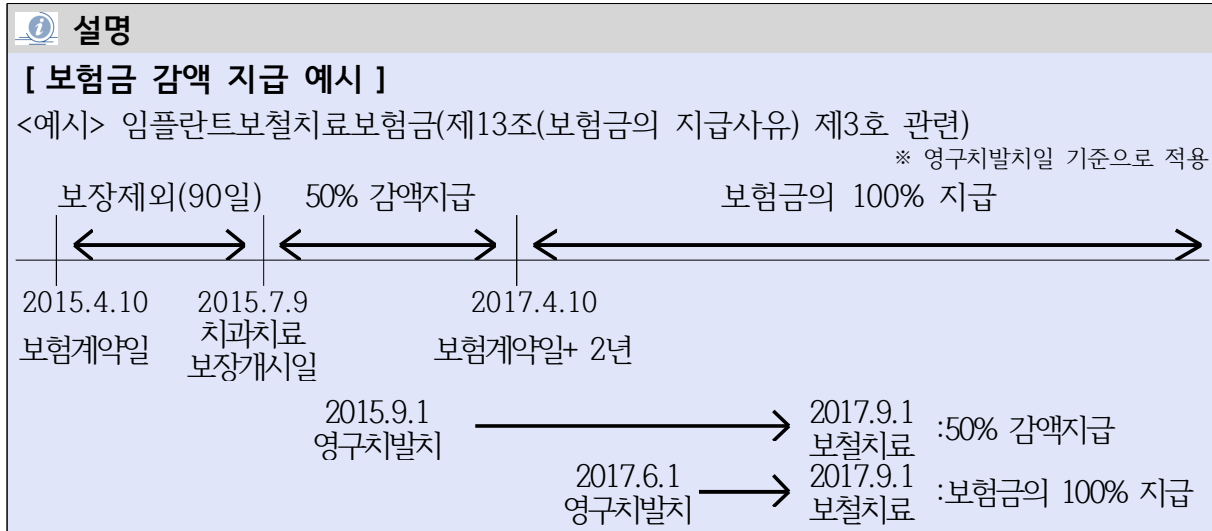 설명
[ 보험금 감액 지급 예시 ]
<예시> 임플란트보철치료보험금(제13조(보험금의 지급사유) 제3호 관련)
※ 영구치발치일 기준으로 적용
보장제외(90일) 50% 감액지급 보험금의 100% 지급
2015.4.10 2015.7.9 2017.4.10
보험계약일 치과치료 보장개시일 보험계약일+ 2년
2015.9.1 영구치발치 2017.9.1 보철치료 :50% 감액지급
2017.6.1 영구치발치 2017.9.1 보철치료 :보험금의 100% 지급